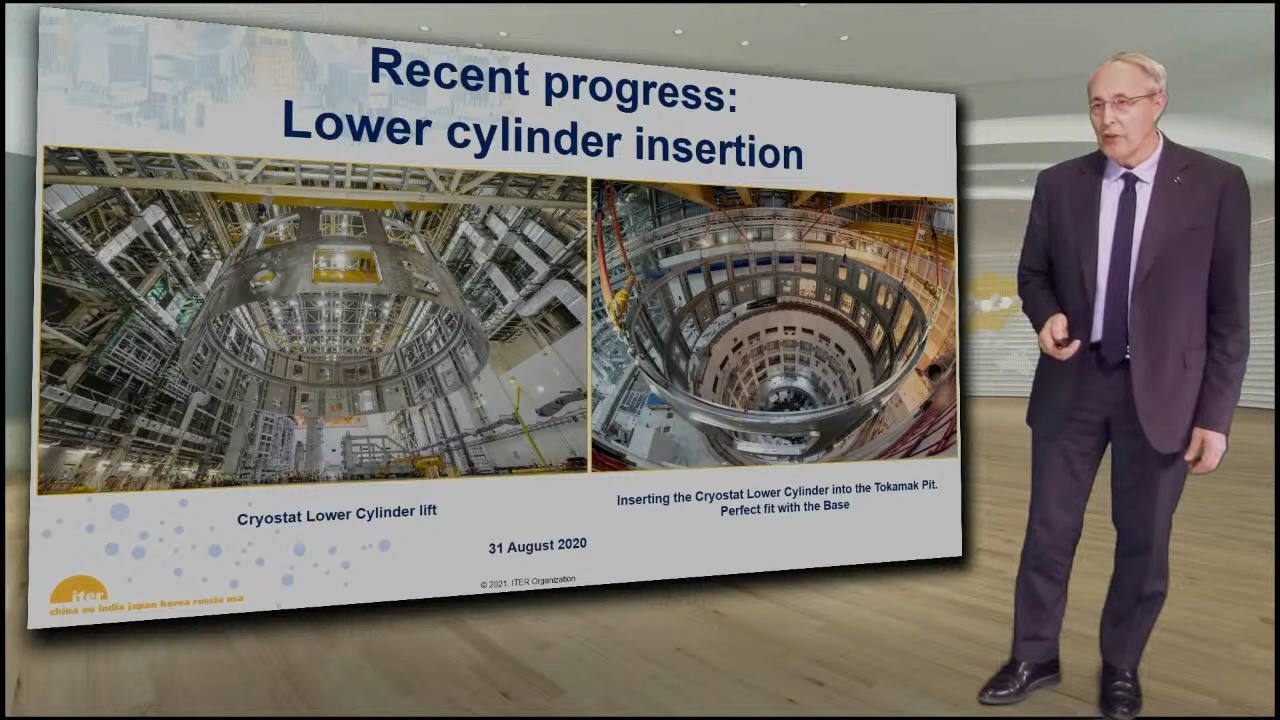 Recent progress:
Lower cylinder insertion
Cryostat Lower Cylinder lift
Inserting the Cryostat Lower Cylinder into the Tokamak Pit.
Perfect fit with the Base
31 August 2020
© 2021, ITER Organization
iter
china eu india japan korea russia usa